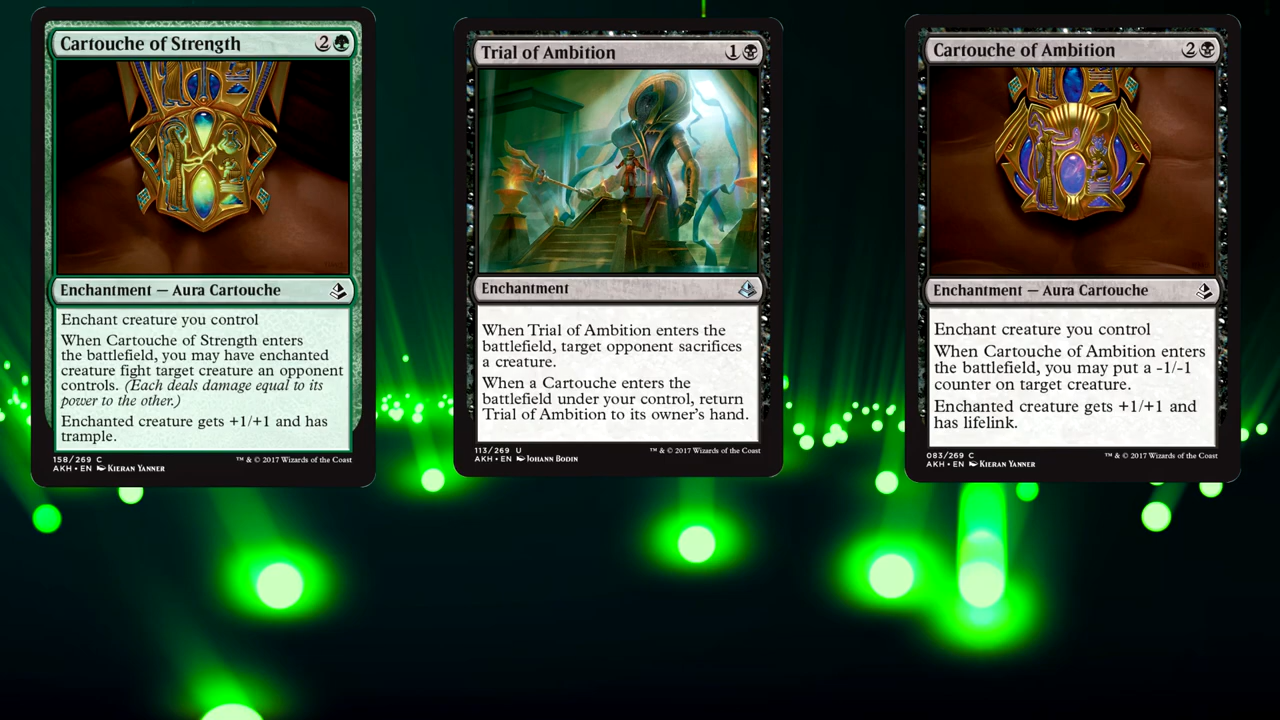 Cartouche of Strength 2
Enchantment — Aura Cartouche
Enchant creature you control
When Cartouche of Strength enters
the battlefield, you may have enchanted
creature fight target creature an opponent
controls. (Each deals damage equal to its
power to the other.)
Enchanted creature gets +1/+1 and has
trample.
158/269 C
AKH • EN KIERAN YANNER
™ & © 2017 Wizards of the Coast
Trial of Ambition 1
Enchantment
When Trial of Ambition enters the
battlefield, target opponent sacrifices
a creature.
When a Cartouche enters the
battlefield under your control, return
Trial of Ambition to its owner's hand.
113/269 U
AKH • EN JOHANN BODIN
™ & © 2017 Wizards of the Coast
Cartouche of Ambition 2
Enchantment — Aura Cartouche
Enchant creature you control
When Cartouche of Ambition enters
the battlefield, you may put a -1/-1
counter on target creature.
Enchanted creature gets +1/+1 and
has lifelink.
083/269 C
AKH • EN KIERAN YANNER
™ & © 2017 Wizards of the Coast